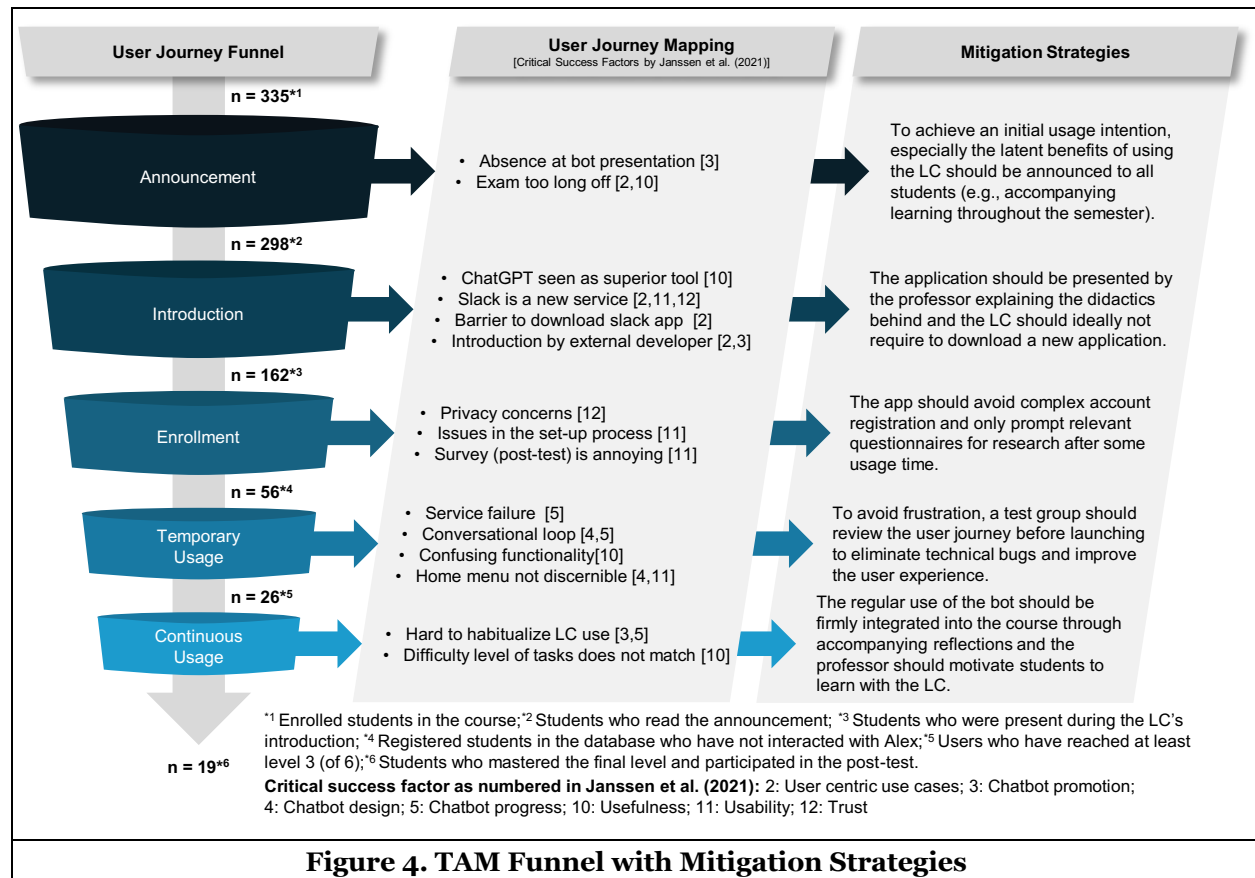 User Journey Funnel
User Journey Mapping
[Critical Success Factors by Janssen et al. (2021)]
Mitigation Strategies
n = 335*1
Announcement
• Absence at bot presentation [3]
• Exam too long off [2,10]
To achieve an initial usage intention,
especially the latent benefits of using
the LC should be announced to all
students (e.g., accompanying
learning throughout the semester).
n = 298*2
Introduction
• ChatGPT seen as superior tool [10]
• Slack is a new service [2,11,12]
• Barrier to download slack app [2]
• Introduction by external developer [2,3]
The application should be presented by
the professor explaining the didactics
behind and the LC should ideally not
require to download a new application.
n = 162*3
Enrollment
• Privacy concerns [12]
• Issues in the set-up process [11]
• Survey (post-test) is annoying [11]
The app should avoid complex account
registration and only prompt relevant
questionnaires for research after some
usage time.
n = 56*4
Temporary
Usage
• Service failure [5]
• Conversational loop [4,5]
• Confusing functionality[10]
• Home menu not discernible [4,11]
To avoid frustration, a test group should
review the user journey before launching
to eliminate technical bugs and improve
the user experience.
n = 26*5
Continuous
Usage
• Hard to habitualize LC use [3,5]
• Difficulty level of tasks does not match [10]
The regular use of the bot should be
firmly integrated into the course through
accompanying reflections and the
professor should motivate students to
learn with the LC.
n = 19*6
*1 Enrolled students in the course;*2 Students who read the announcement; *3 Students who were present during the LC's
introduction; *4 Registered students in the database who have not interacted with Alex;*5 Users who have reached at least
level 3 (of 6);*6 Students who mastered the final level and participated in the post-test.
Critical success factor as numbered in Janssen et al. (2021): 2: User centric use cases; 3: Chatbot promotion;
4: Chatbot design; 5: Chatbot progress; 10: Usefulness; 11: Usability; 12: Trust
Figure 4. TAM Funnel with Mitigation Strategies